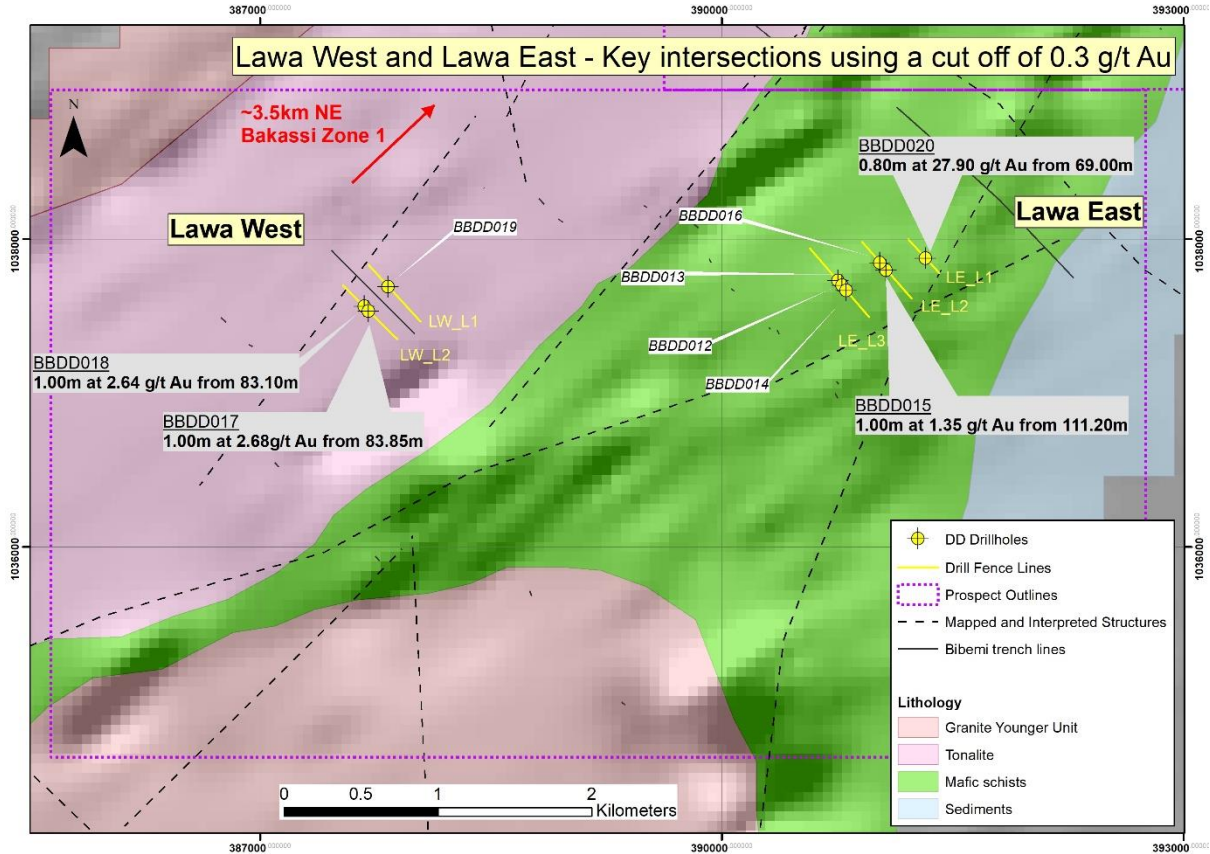 387000.000000
390000.000000
393000.000000
Lawa West and Lawa East - Key intersections using a cut off of 0.3 g/t Au
N
~3.5km NE
Bakassi Zone 1
BBDD020
0.80m at 27.90 g/t Au from 69.00m
Lawa West
BBDD019
BBDD016
Lawa East
1038000.000000
1038000.000000
BBDD013
LE_L1
LE_L2
LW_L1
LE_L3
BBDD012
LW_L2
BBDD018
1.00m at 2.64 g/t Au from 83.10m
BBDD014
BBDD017
1.00m at 2.68g/t Au from 83.85m
BBDD015
1.00m at 1.35 g/t Au from 111.20m
1036000.000000
1036000.000000
DD Drillholes
Drill Fence Lines
Prospect Outlines
Mapped and Interpreted Structures
Bibemi trench lines
Lithology
Granite Younger Unit
Tonalite
Mafic schists
Sediments
0 0.5 1 2
Kilometers
387000.000000
390000.000000
393000.000000